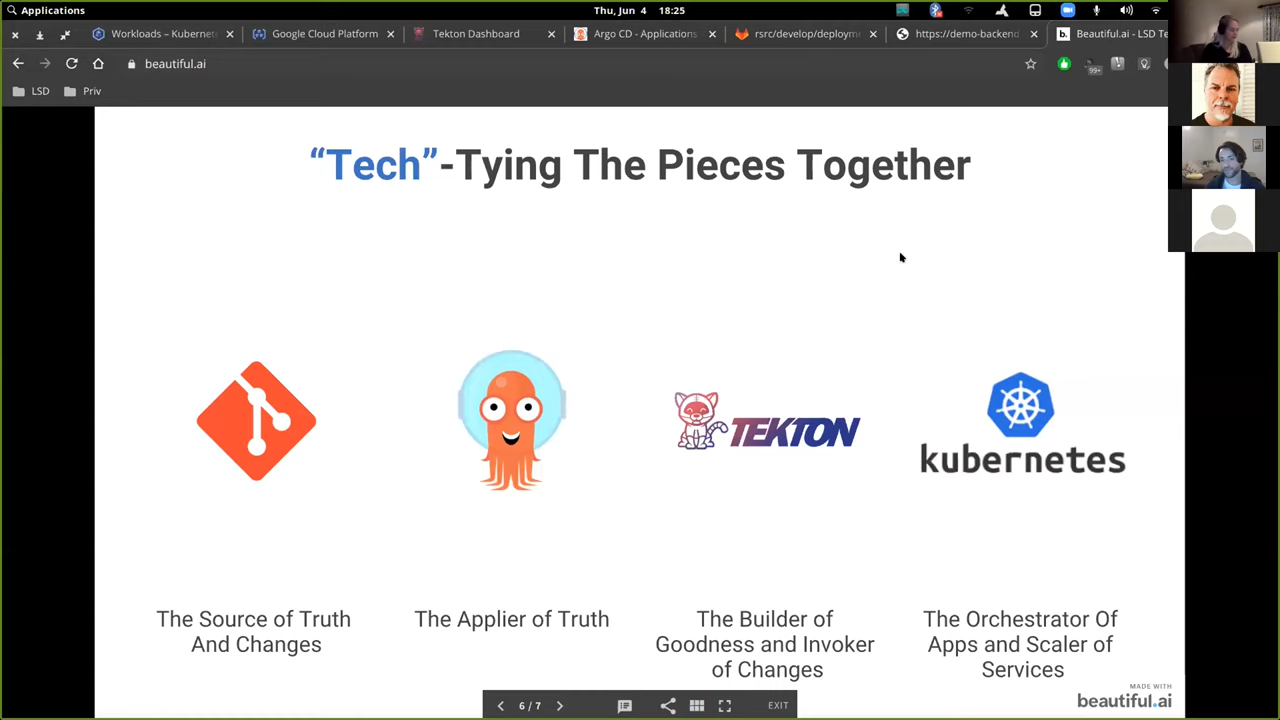 Applications
Thu, Jun 4 18:25
Workloads – Kubernete
Google Cloud Platform
Tekton Dashboard
Argo CD - Applications
rsrc/develop/deployme
https://demo-backend
Beautiful.ai - LSD Te
beautiful.ai
99+
LSD
Priv
“Tech”-Tying The Pieces Together
TEKTON
kubernetes
The Source of Truth
And Changes
The Applier of Truth
The Builder of
Goodness and Invoker
of Changes
The Orchestrator Of
Apps and Scaler of
Services
6 / 7
EXIT
MADE WITH
beautiful.ai